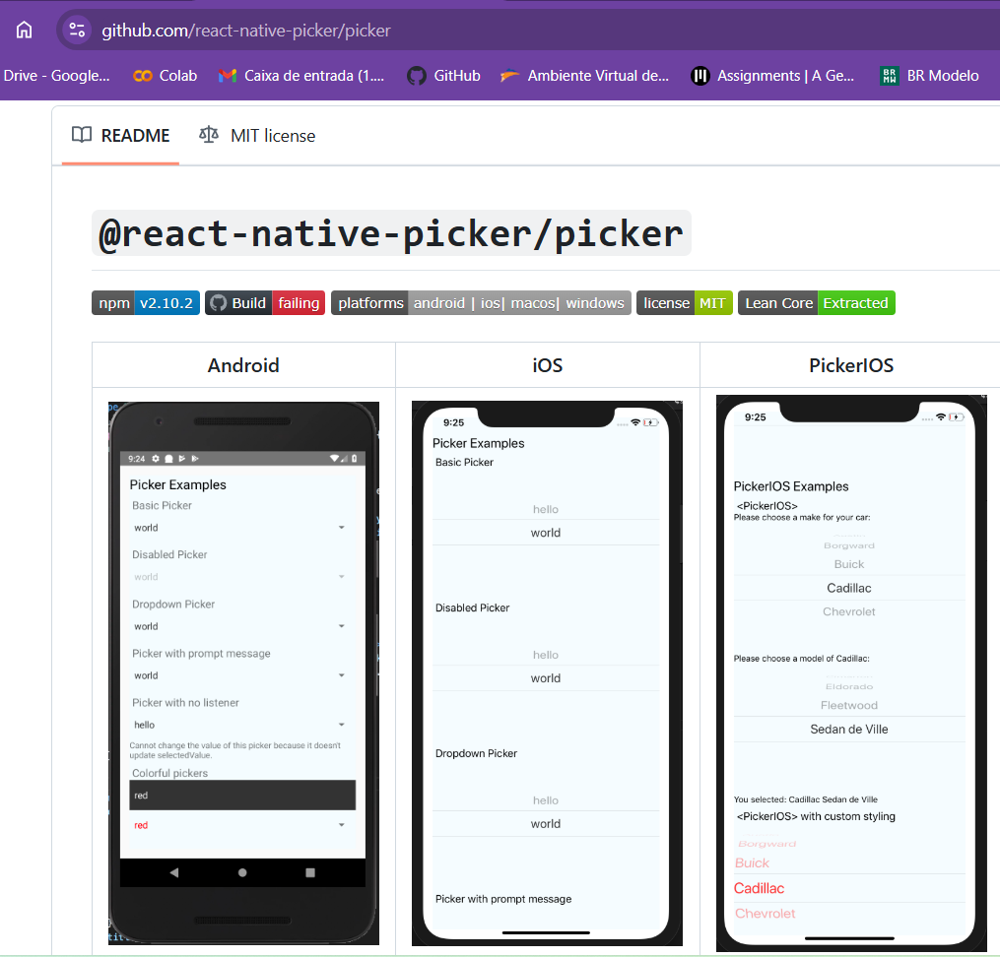 github.com/react-native-picker/picker
Drive - Google... Colab Caixa de entrada (1.... GitHub Ambiente Virtual de... Assignments | A Ge... BR Modelo
README MIT license
@react-native-picker/picker
npm v2.10.2 Build failing platforms android | ios| macos| windows license MIT Lean Core Extracted
Android iOS PickerIOS
9:24
Picker Examples
Basic Picker
world
Disabled Picker
world
Dropdown Picker
world
Picker with prompt message
world
Picker with no listener
hello
Cannot change the value of this picker because it doesn't
update selectedValue.
Colorful pickers
red
red
9:25
Picker Examples
Basic Picker
hello
world
Disabled Picker
hello
world
Dropdown Picker
hello
world
Picker with prompt message
9:25
PickerIOS Examples
<PickerIOS>
Please choose a make for your car:
Borgward
Buick
Cadillac
Chevrolet
Please choose a model of Cadillac:
Eldorado
Fleetwood
Sedan de Ville
You selected: Cadillac Sedan de Ville
<PickerIOS> with custom styling
Borgward
Buick
Cadillac
Chevrolet